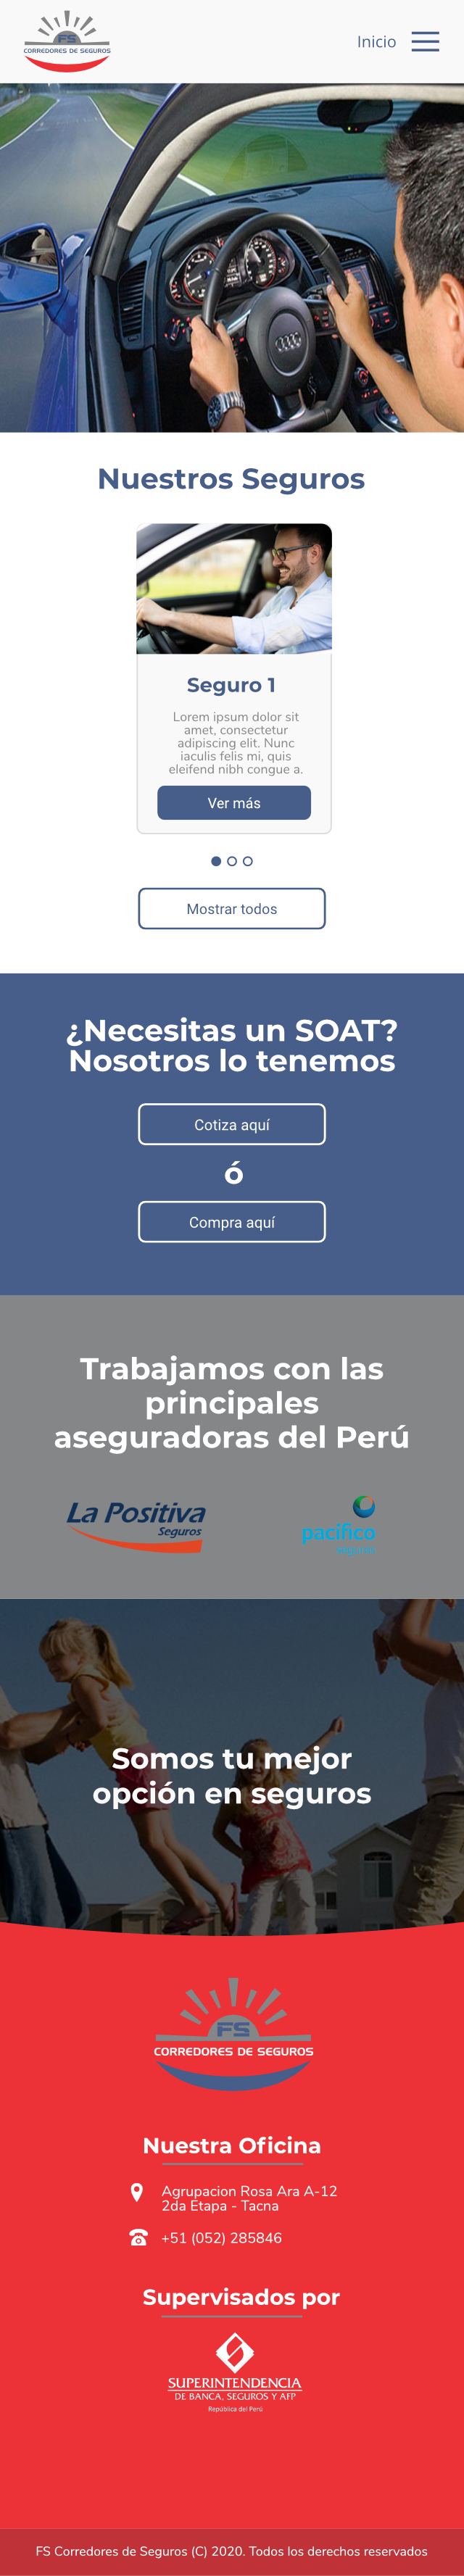 FS
CORREDORES DE SEGUROS
Inicio
Nuestros Seguros
Seguro 1
Lorem ipsum dolor sit
amet, consectetur
adipiscing elit. Nunc
iaculis felis mi, quis
eleifend nibh congue a.
Ver más
Mostrar todos
¿Necesitas un SOAT?
Nosotros lo tenemos
Cotiza aquí
ó
Compra aquí
Trabajamos con las
principales
aseguradoras del Perú
La Positiva
Seguros
pacífico
Somos tu mejor
opción en seguros
FS
CORREDORES DE SEGUROS
Nuestra Oficina
Agrupacion Rosa Ara A-12
2da Etapa - Tacna
+51 (052) 285846
Supervisados por
SUPERINTENDENCIA
DE BANCA, SEGUROS Y AFP
República del Perú
FS Corredores de Seguros (C) 2020. Todos los derechos reservados